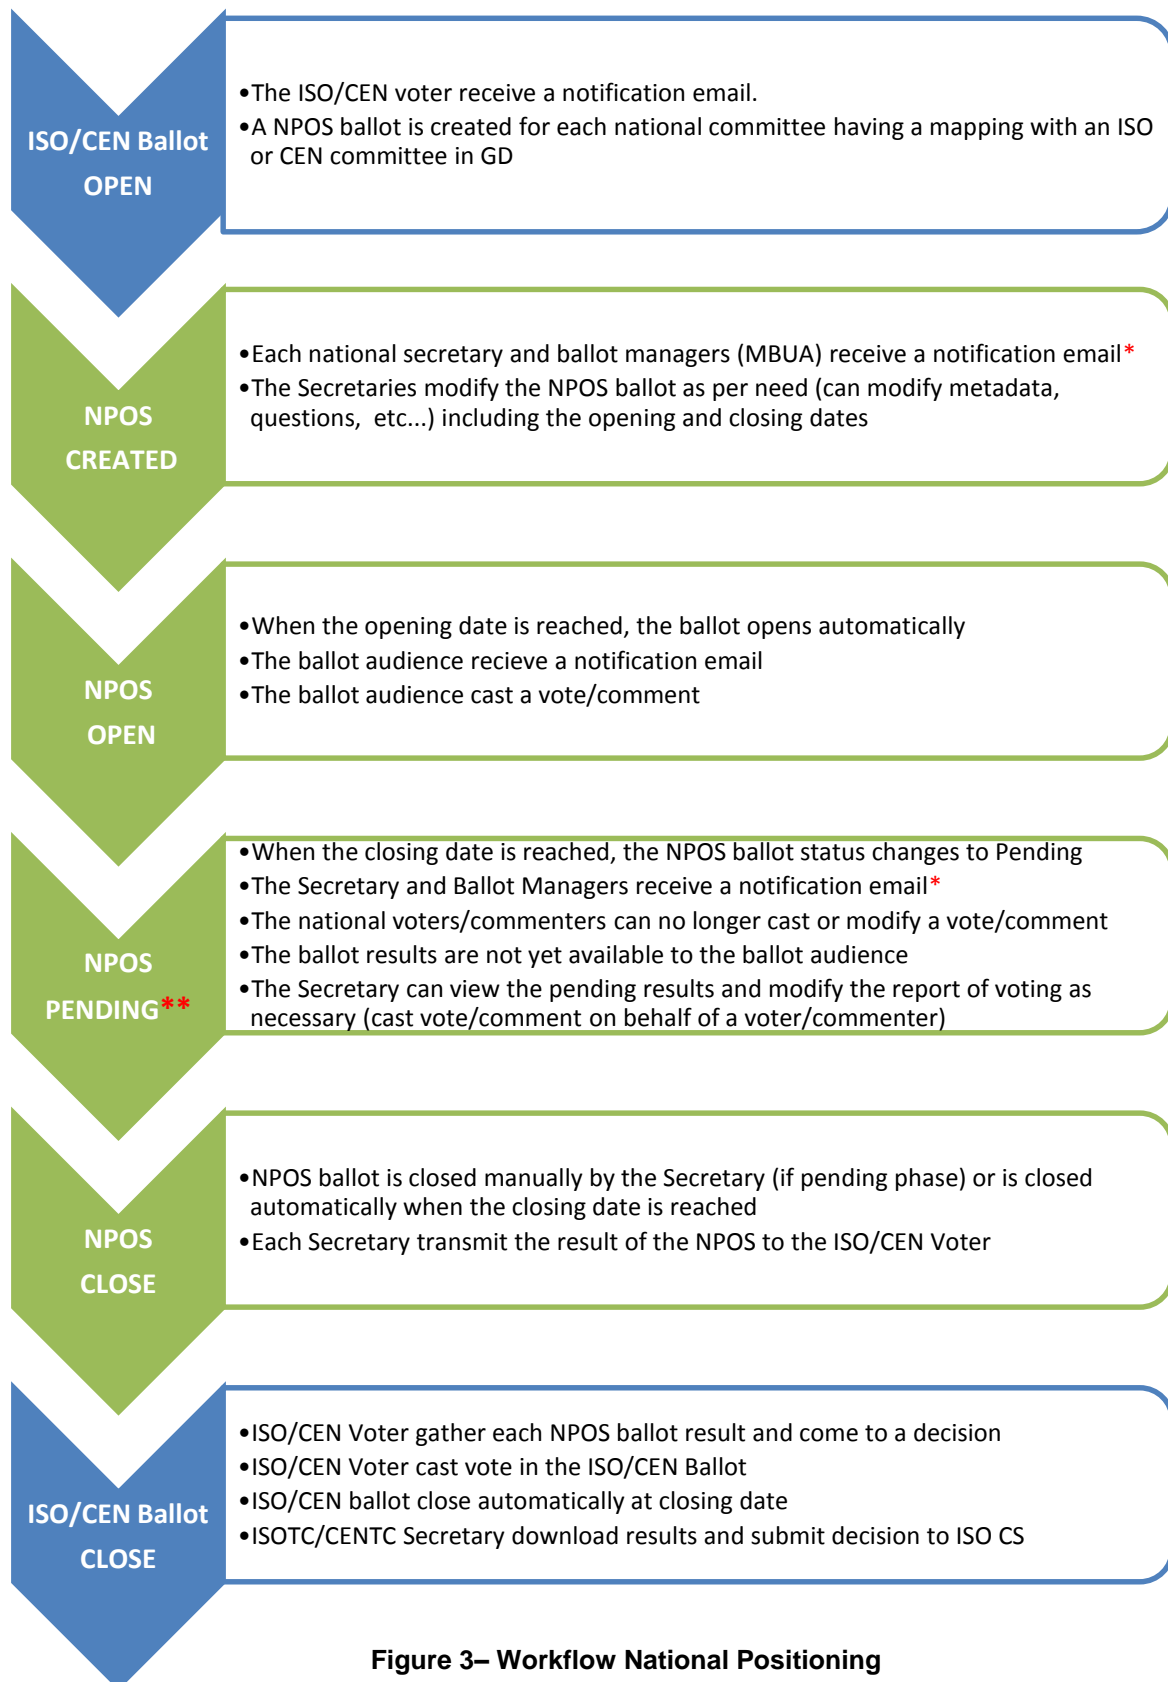 ISO/CEN Ballot
OPEN
•The ISO/CEN voter receive a notification email.
•A NPOS ballot is created for each national committee having a mapping with an ISO
or CEN committee in GD
NPOS
CREATED
•Each national secretary and ballot managers (MBUA) receive a notification email*
•The Secretaries modify the NPOS ballot as per need (can modify metadata,
questions, etc...) including the opening and closing dates
NPOS
OPEN
•When the opening date is reached, the ballot opens automatically
•The ballot audience recieve a notification email
•The ballot audience cast a vote/comment
NPOS
PENDING**
•When the closing date is reached, the NPOS ballot status changes to Pending
•The Secretary and Ballot Managers receive a notification email*
•The national voters/commenters can no longer cast or modify a vote/comment
•The ballot results are not yet available to the ballot audience
•The Secretary can view the pending results and modify the report of voting as
necessary (cast vote/comment on behalf of a voter/commenter)
NPOS
CLOSE
•NPOS ballot is closed manually by the Secretary (if pending phase) or is closed
automatically when the closing date is reached
•Each Secretary transmit the result of the NPOS to the ISO/CEN Voter
ISO/CEN Ballot
CLOSE
•ISO/CEN Voter gather each NPOS ballot result and come to a decision
•ISO/CEN Voter cast vote in the ISO/CEN Ballot
•ISO/CEN ballot close automatically at closing date
•ISOTC/CENTC Secretary download results and submit decision to ISO CS
Figure 3– Workflow National Positioning